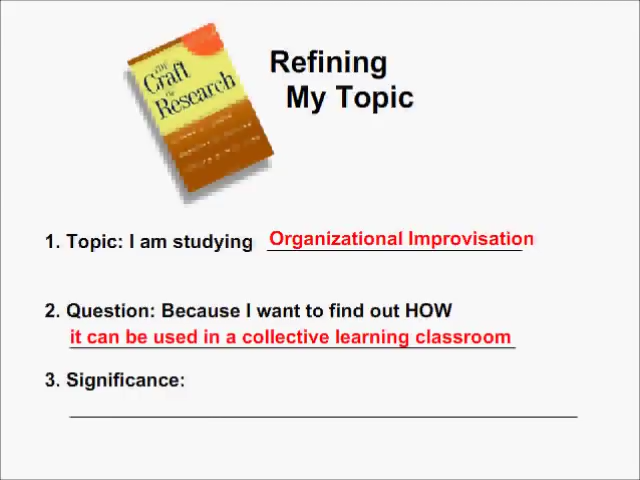 The
Craft
of
Research
Refining
My Topic
1. Topic: I am studying Organizational Improvisation
2. Question: Because I want to find out HOW
it can be used in a collective learning classroom
3. Significance: